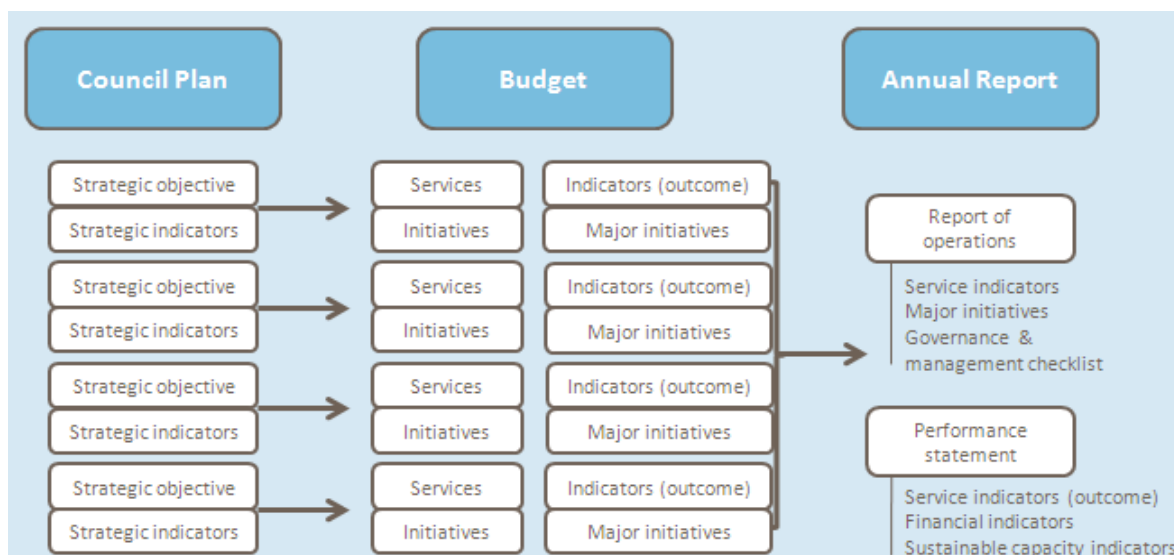 Council Plan
Budget
Annual Report
Strategic objective
Strategic indicators
Services
Initiatives
Indicators (outcome)
Major initiatives
Strategic objective
Strategic indicators
Services
Initiatives
Indicators (outcome)
Major initiatives
Strategic objective
Strategic indicators
Services
Initiatives
Indicators (outcome)
Major initiatives
Strategic objective
Strategic indicators
Services
Initiatives
Indicators (outcome)
Major initiatives
Report of
operations
Service indicators
Major initiatives
Governance &
management checklist
Performance
statement
Service indicators (outcome)
Financial indicators
Sustainable capacity indicators